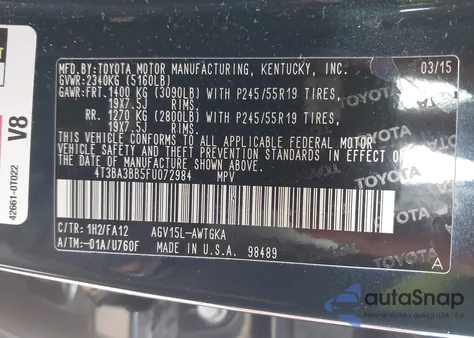 MFD.BY:TOYOTA MOTOR MANUFACTURING, KENTUCKY, INC. 03/15
GVWR:2340KG (5160LB)
GAWR:FRT. 1400 KG (3090LB) WITH P245/55R19 TIRES,
19X7.5J RIMS.
RR. 1270 KG (2800LB) WITH P245/55R19 TIRES,
19X7.5J RIMS.
THIS VEHICLE CONFORMS TO ALL APPLICABLE FEDERAL MOTOR
VEHICLE SAFETY AND THEFT PREVENTION STANDARDS IN EFFECT
ON THE DATE OF MANUFACTURE SHOWN ABOVE.
4T3BA3BB5FU072984 MPV
C/TR: 1H2/FA12 AGV15L-AWTGKA
A/TM:-01A/U760F MADE IN U.S.A. 98489
A
V8
42661-0T022
TOYOTA
TOYOTA
TOYOTA
TOYOTA
autoSnap